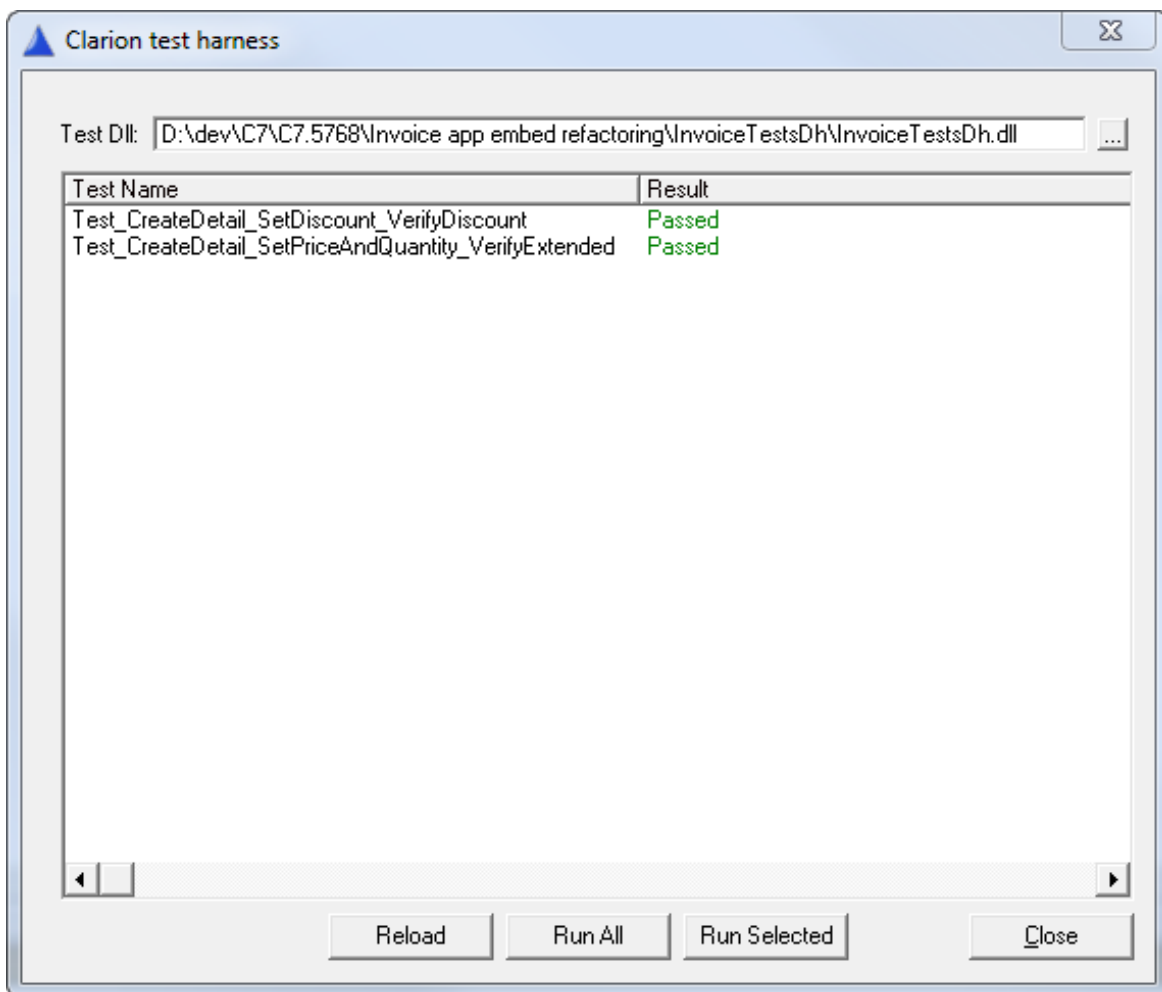 Clarion test harness
Test Dll: D:\dev\C7\C7.5768\Invoice app embed refactoring\InvoiceTestsDh\InvoiceTestsDh.dll ...
Test Name Result
Test_CreateDetail_SetDiscount_VerifyDiscount Passed
Test_CreateDetail_SetPriceAndQuantity_VerifyExtended Passed
Reload Run All Run Selected Close